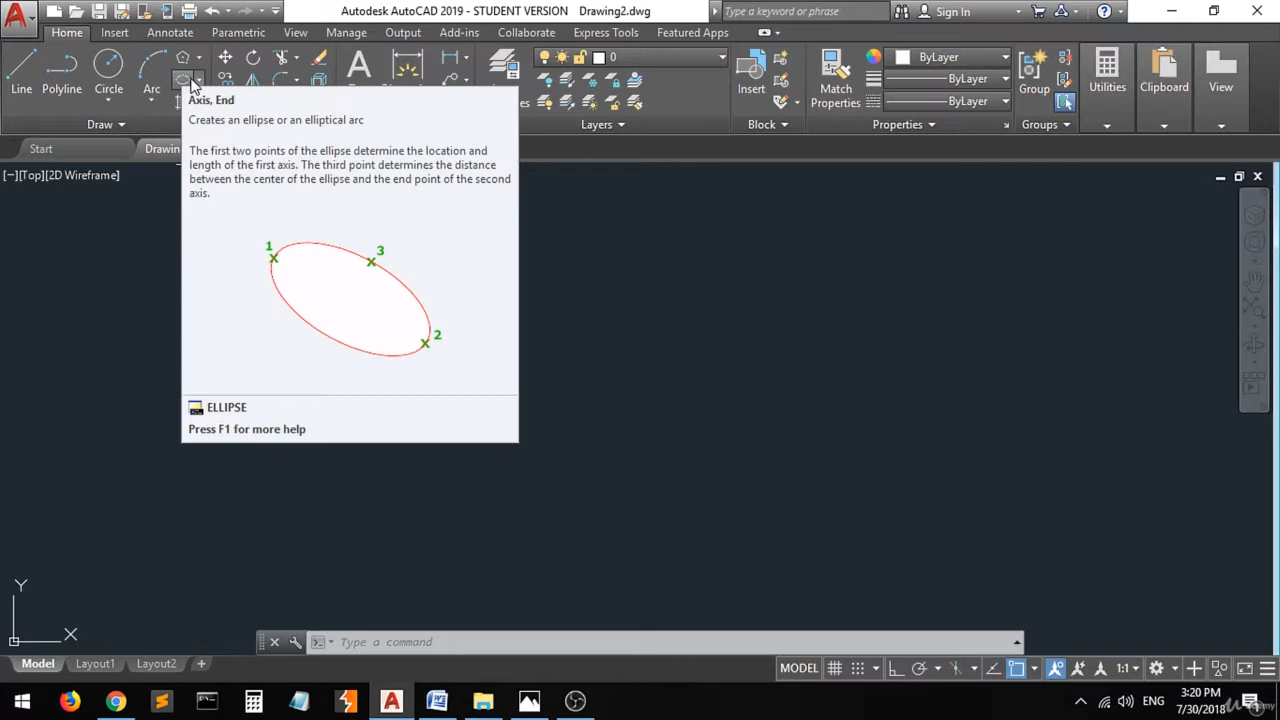 Autodesk AutoCAD 2019 - STUDENT VERSION Drawing2.dwg
Type a keyword or phrase
Sign In
Home Insert Annotate Parametric View Manage Output Add-ins Collaborate Express Tools Featured Apps
0
ByLayer
ByLayer
ByLayer
Line Polyline Circle Arc
Insert
Match
Properties
Group
Utilities
Clipboard
View
Draw
Layers
Block
Properties
Groups
Start
Drawin
[−][Top][2D Wireframe]
Axis, End
Creates an ellipse or an elliptical arc
The first two points of the ellipse determine the location and
length of the first axis. The third point determines the distance
between the center of the ellipse and the end point of the second
axis.
1
3
2
ELLIPSE
Press F1 for more help
Y
X
Type a command
Model Layout1 Layout2
MODEL
1:1
ENG
3:20 PM
7/30/2018